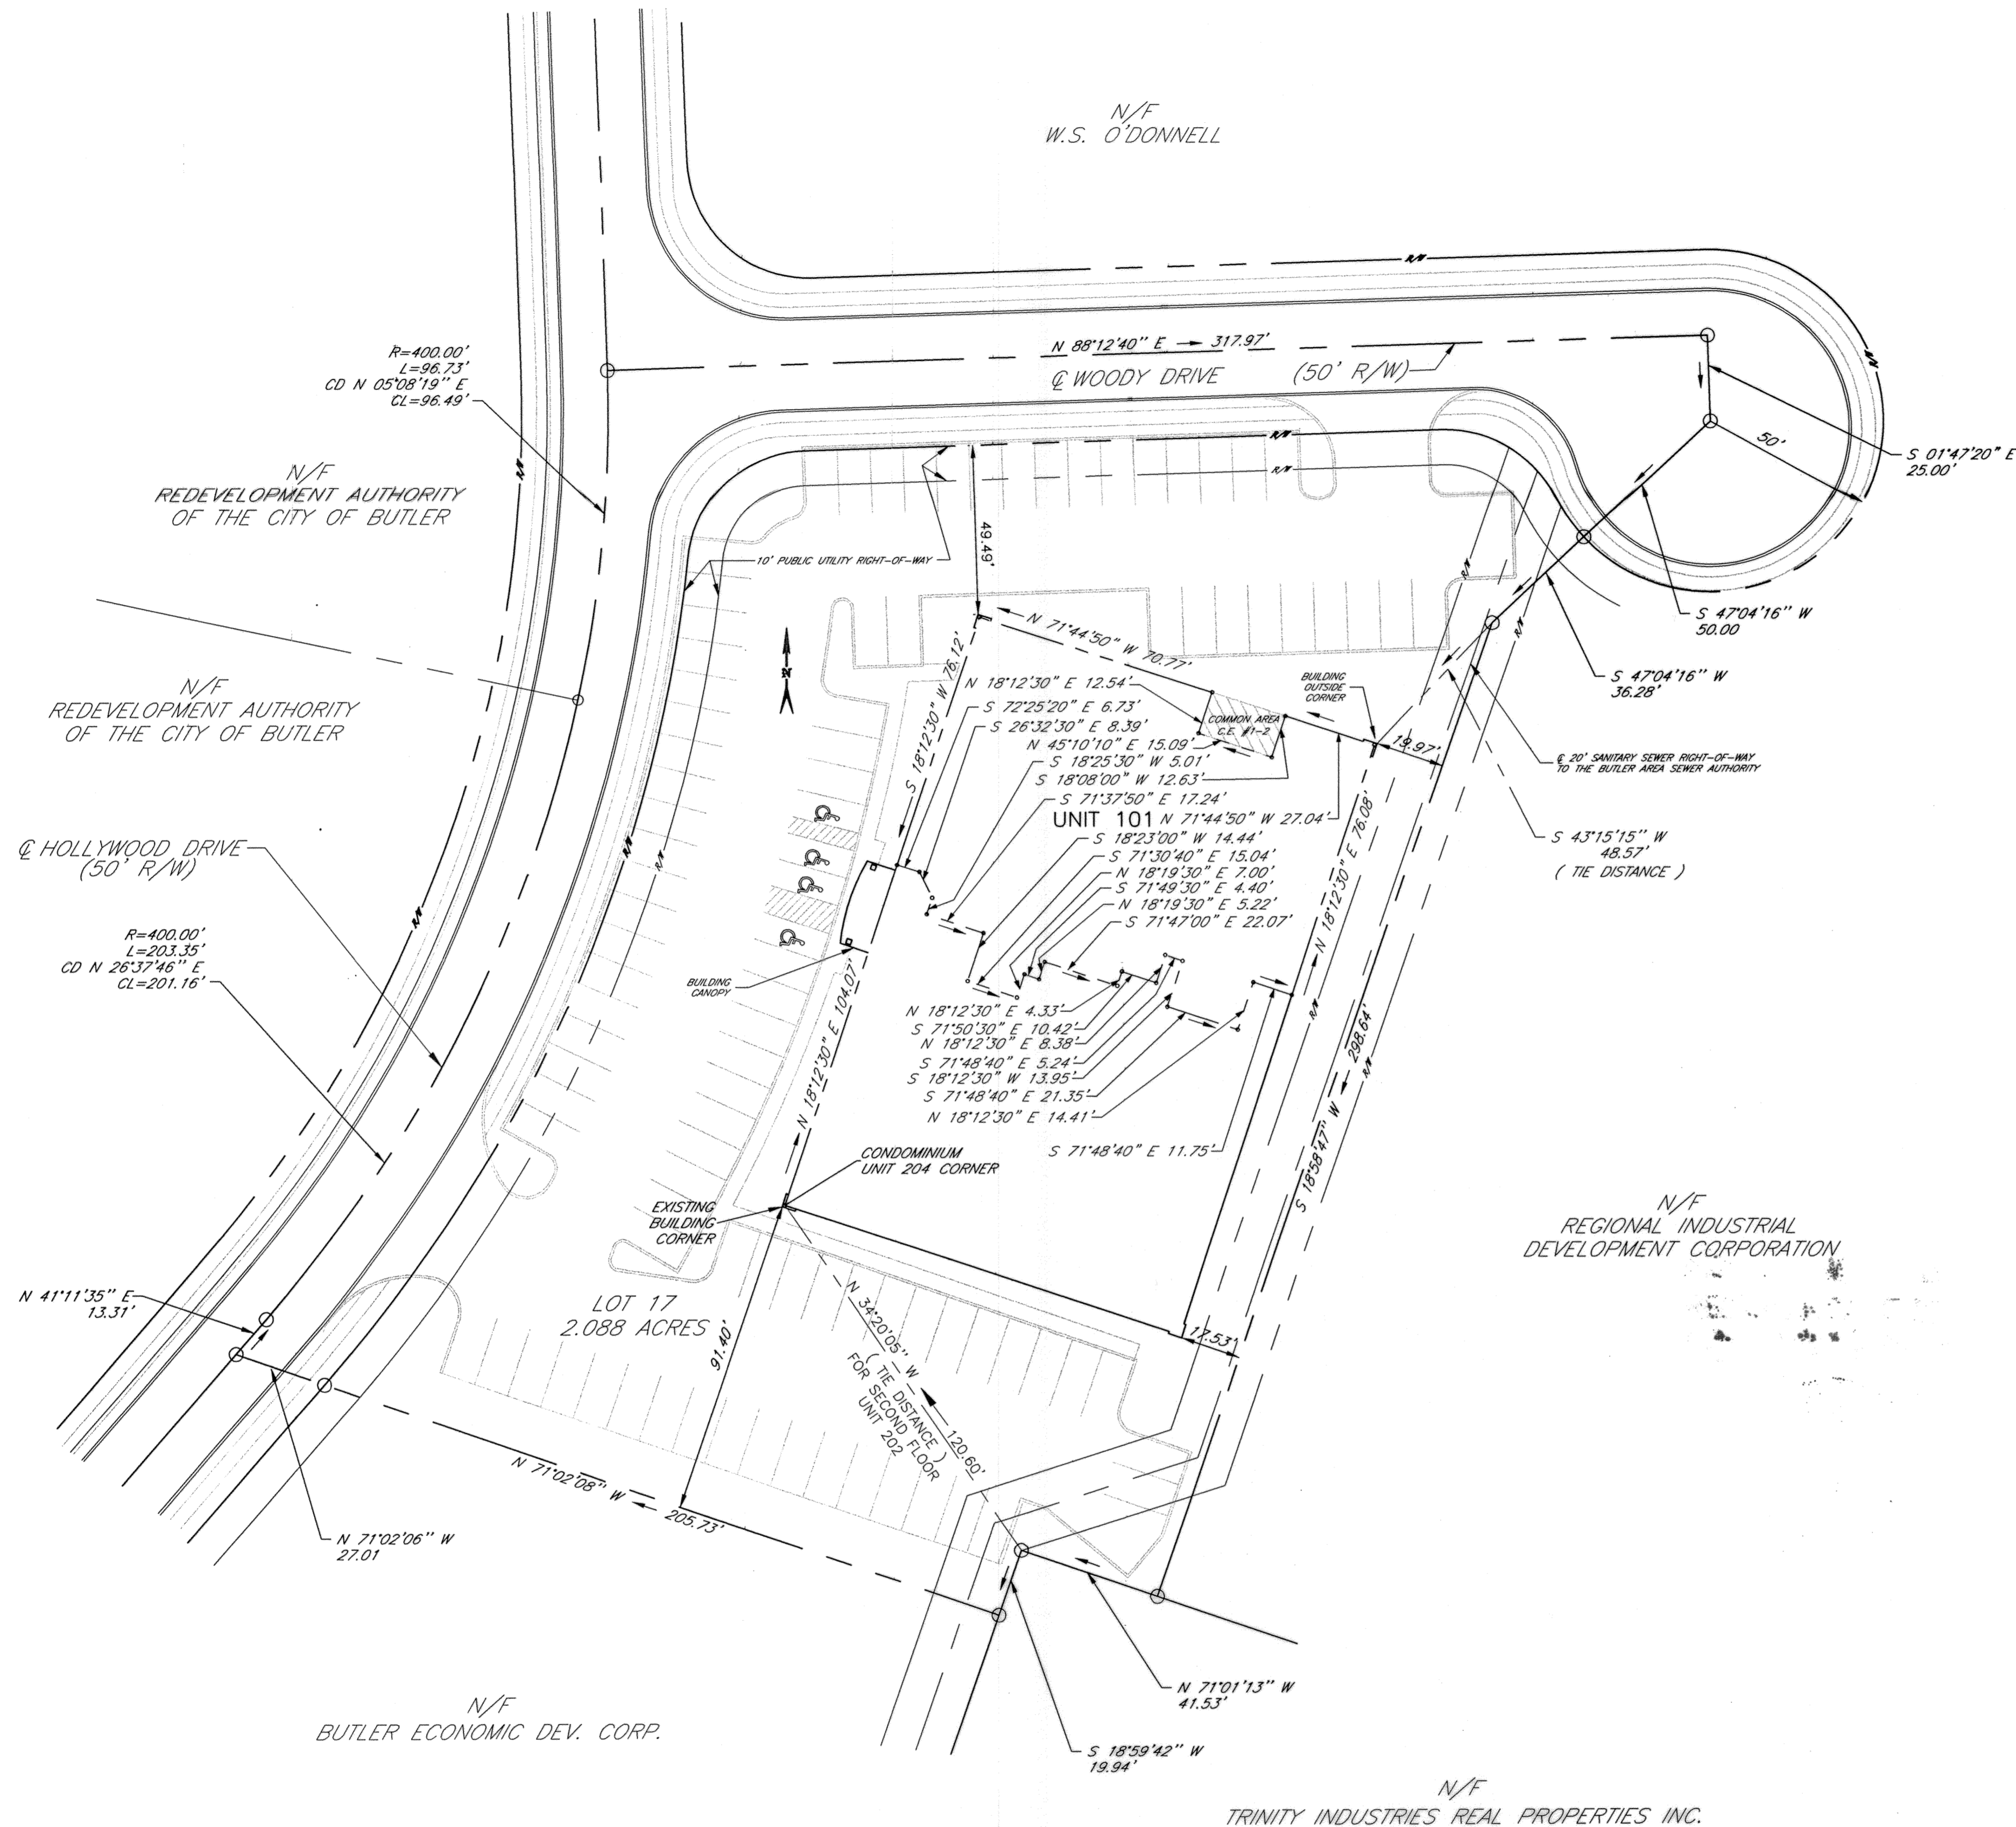 N/F
W.S. O'DONNELL
R/W
N 88°12'40" E 317.97'
℄ WOODY DRIVE (50' R/W)
R=400.00'
L=96.73'
CD N 05°08'19" E
CL=96.49'
50'
S 01°47'20" E
25.00'
R/W
R/W
R/W
N/F
REDEVELOPMENT AUTHORITY
OF THE CITY OF BUTLER
49.49'
10' PUBLIC UTILITY RIGHT-OF-WAY
R/W
R/W
S 47°04'16" W
50.00
N 71°44'50" W 70.77'
S 47°04'16" W
36.28'
N
N/F
REDEVELOPMENT AUTHORITY
OF THE CITY OF BUTLER
S 18°12'30" W 76.12'
N 18°12'30" E 12.54'
S 72°25'20" E 6.73'
S 26°32'30" E 8.39'
N 45°10'10" E 15.09'
S 18°25'30" W 5.01'
S 18°08'00" W 12.63'
S 71°37'50" E 17.24'
COMMON AREA
C.E. #1-2
BUILDING
OUTSIDE
CORNER
19.97'
℄ 20' SANITARY SEWER RIGHT-OF-WAY
TO THE BUTLER AREA SEWER AUTHORITY
UNIT 101
N 71°44'50" W 27.04'
S 18°23'00" W 14.44'
S 71°30'40" E 15.04'
N 18°19'30" E 7.00'
S 71°49'30" E 4.40'
N 18°19'30" E 5.22'
S 71°47'00" E 22.07'
N 18°12'30" E 76.08'
S 43°15'15" W
48.57'
( TIE DISTANCE )
℄ HOLLYWOOD DRIVE
(50' R/W)
R/W
R/W
R/W
R=400.00'
L=203.35'
CD N 26°37'46" E
CL=201.16'
BUILDING
CANOPY
N 18°12'30" E 104.07'
N 18°12'30" E 4.33'
S 71°50'30" E 10.42'
N 18°12'30" E 8.38'
S 71°48'40" E 5.24'
S 18°12'30" W 13.95'
S 71°48'40" E 21.35'
N 18°12'30" E 14.41'
S 71°48'40" E 11.75'
R/W
R/W
S 18°58'47" W 298.64'
CONDOMINIUM
UNIT 204 CORNER
EXISTING
BUILDING
CORNER
N/F
REGIONAL INDUSTRIAL
DEVELOPMENT CORPORATION
N 41°11'35" E
13.31'
LOT 17
2.088 ACRES
91.40'
17.53'
N 34°20'05" W 120.60'
( TIE DISTANCE )
FOR SECOND FLOOR
UNIT 202
N 71°02'08" W 205.73'
N 71°02'06" W
27.01
N 71°01'13" W
41.53'
S 18°59'42" W
19.94'
N/F
BUTLER ECONOMIC DEV. CORP.
N/F
TRINITY INDUSTRIES REAL PROPERTIES INC.